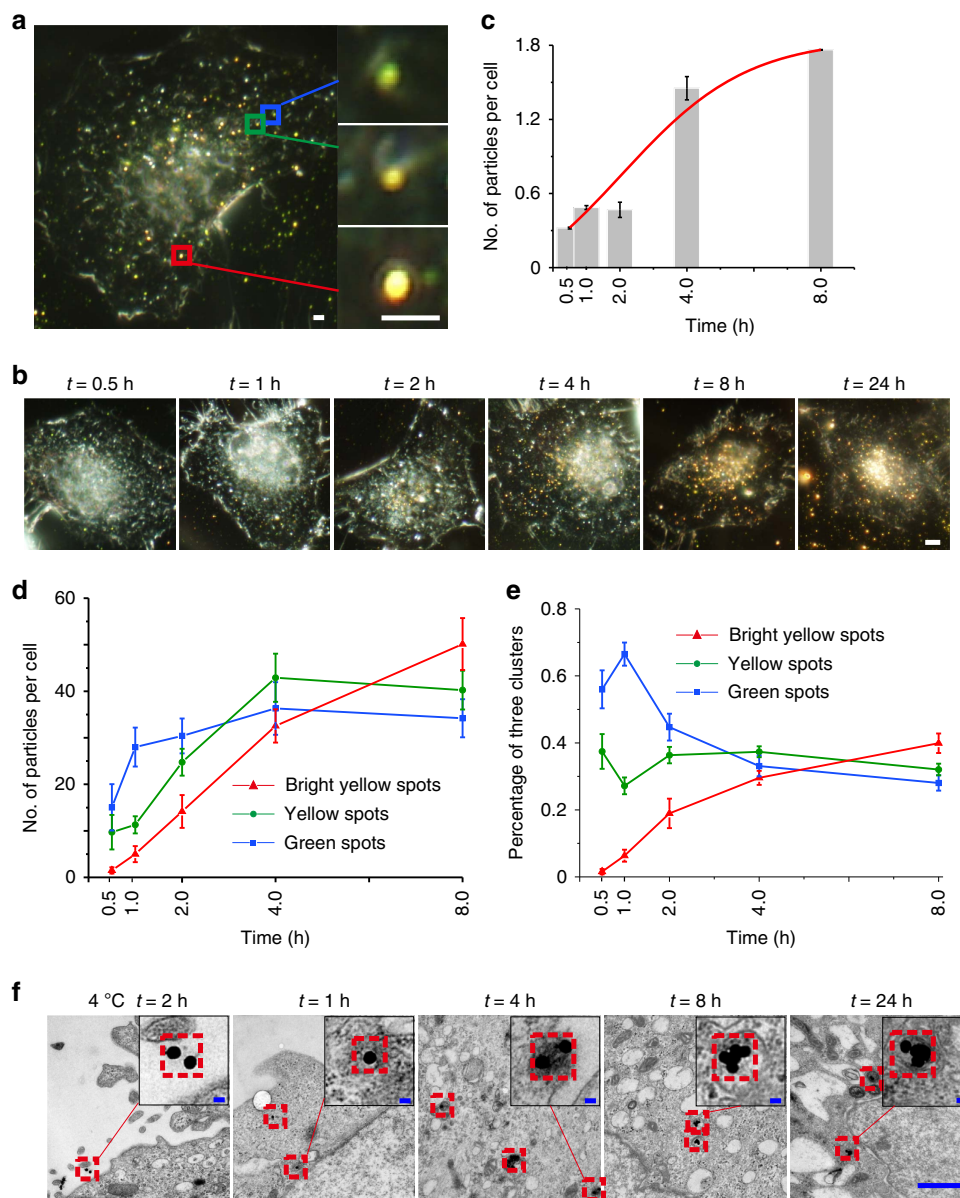 a
c
No. of particles per cell
1.8
1.2
0.6
0
0.5
1.0
2.0
4.0
8.0
Time (h)
b
t = 0.5 h
t = 1 h
t = 2 h
t = 4 h
t = 8 h
t = 24 h
d
No. of particles per cell
60
40
20
0
Bright yellow spots
Yellow spots
Green spots
0.5
1.0
2.0
4.0
8.0
Time (h)
e
Percentage of three clusters
0.8
0.6
0.4
0.2
0
Bright yellow spots
Yellow spots
Green spots
0.5
1.0
2.0
4.0
8.0
Time (h)
f
4 °C t = 2 h
t = 1 h
t = 4 h
t = 8 h
t = 24 h